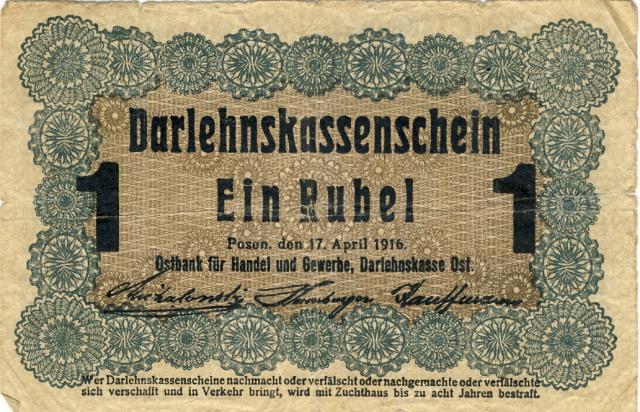 Darlehnskassenschein
1 Ein Rubel 1
Posen, den 17. April 1916.
Ostbank für Handel und Gewerbe, Darlehnskasse Ost.
Kauffmann
Wer Darlehnskassenscheine nachmacht oder verfälscht oder nachgemachte oder verfälschte
sich verschafft und in Verkehr bringt, wird mit Zuchthaus bis zu acht Jahren bestraft.